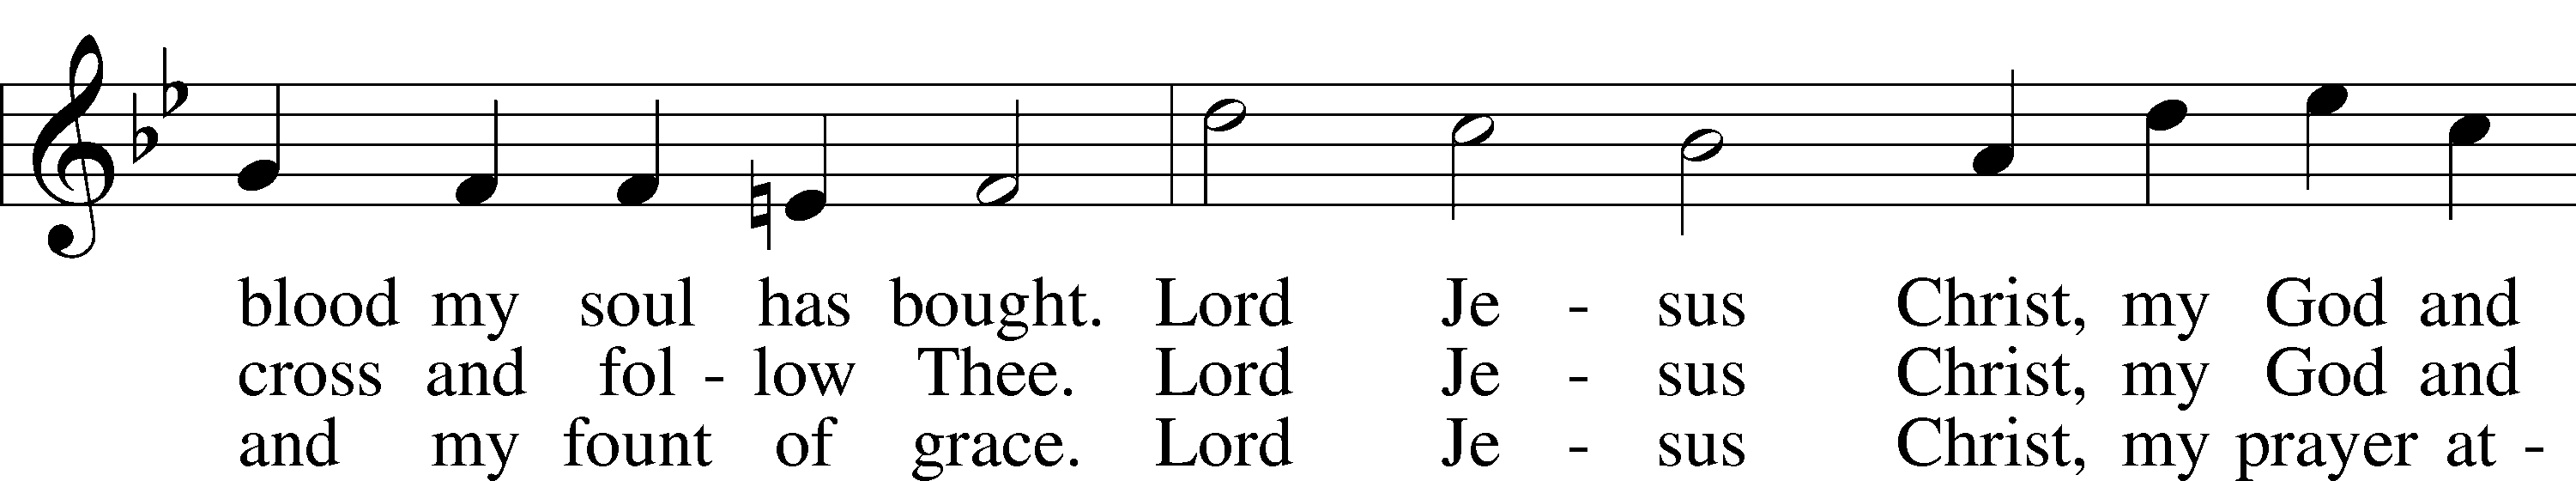 blood my soul has bought. Lord Je - sus Christ, my God and
cross and fol - low Thee. Lord Je - sus Christ, my God and
and my fount of grace. Lord Je - sus Christ, my prayer at -